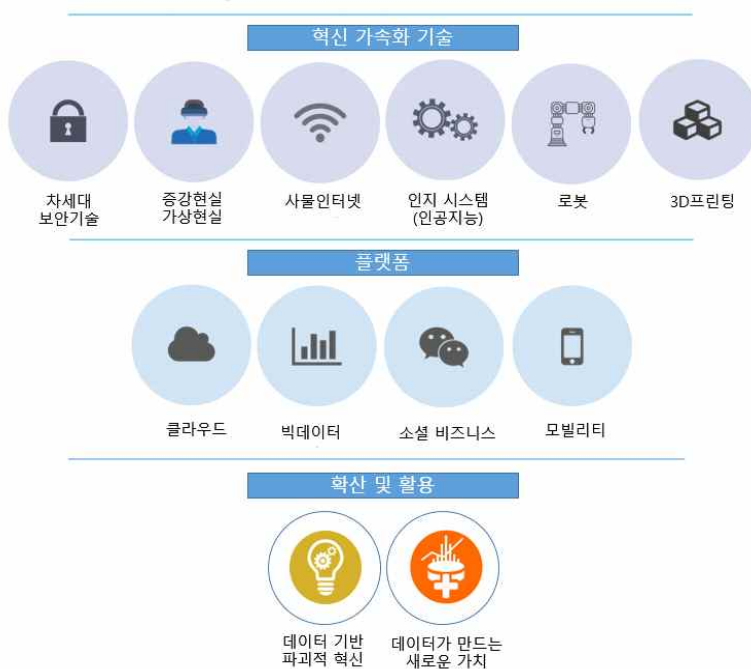 혁신 가속화 기술
차세대
보안기술
증강현실
가상현실
사물인터넷
인지 시스템
(인공지능)
로봇
3D프린팅
플랫폼
클라우드
빅데이터
소셜 비즈니스
모빌리티
확산 및 활용
데이터 기반
파괴적 혁신
데이터가 만드는
새로운 가치